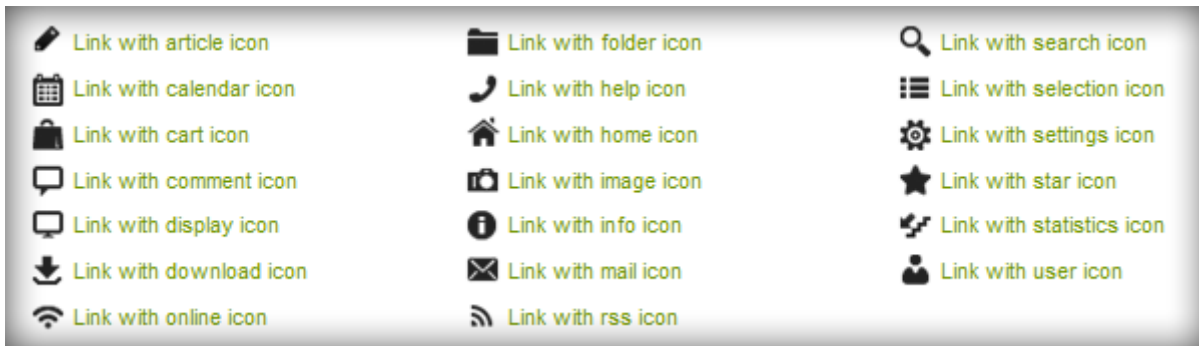 Link with article icon
Link with calendar icon
Link with cart icon
Link with comment icon
Link with display icon
Link with download icon
Link with online icon
Link with folder icon
Link with help icon
Link with home icon
Link with image icon
Link with info icon
Link with mail icon
Link with rss icon
Link with search icon
Link with selection icon
Link with settings icon
Link with star icon
Link with statistics icon
Link with user icon